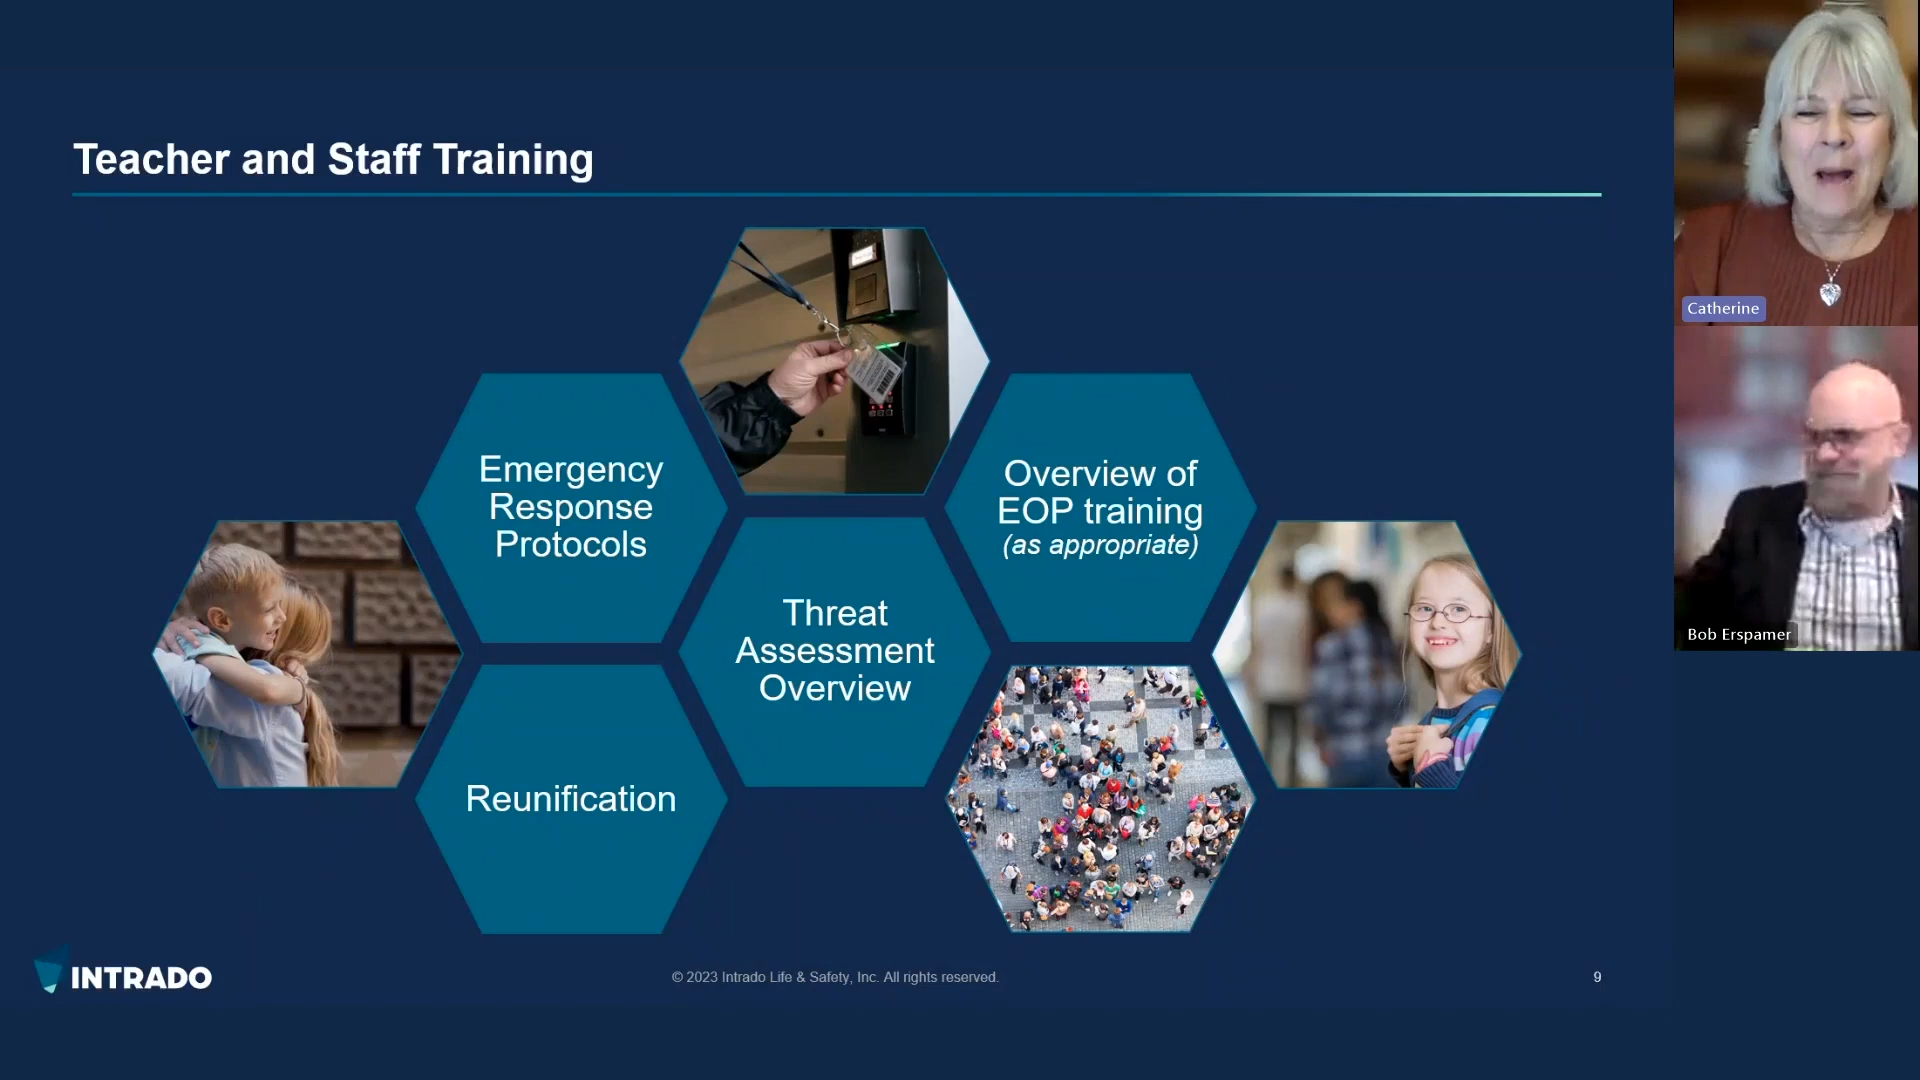 Teacher and Staff Training
Emergency
Response
Protocols
Overview of
EOP training
(as appropriate)
Threat
Assessment
Overview
Reunification
INTRADO
© 2023 Intrado Life & Safety, Inc. All rights reserved.
9
Catherine
Bob Erspamer